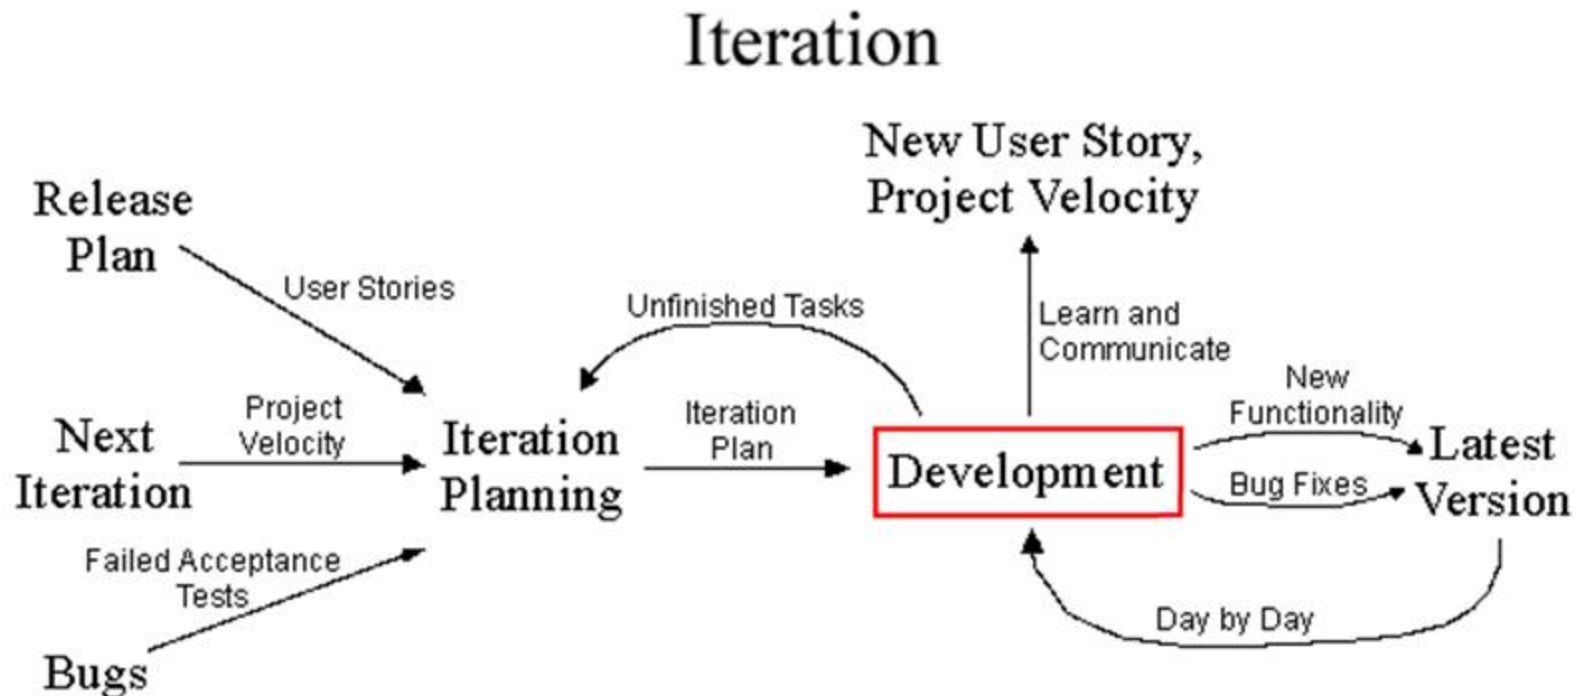 Iteration
New User Story,
Project Velocity
Release
Plan
User Stories
Unfinished Tasks
Learn and
Communicate
New
Functionality
Project
Velocity
Next
Iteration
Iteration
Planning
Iteration
Plan
Development
Bug Fixes
Latest
Version
Failed Acceptance
Tests
Bugs
Day by Day